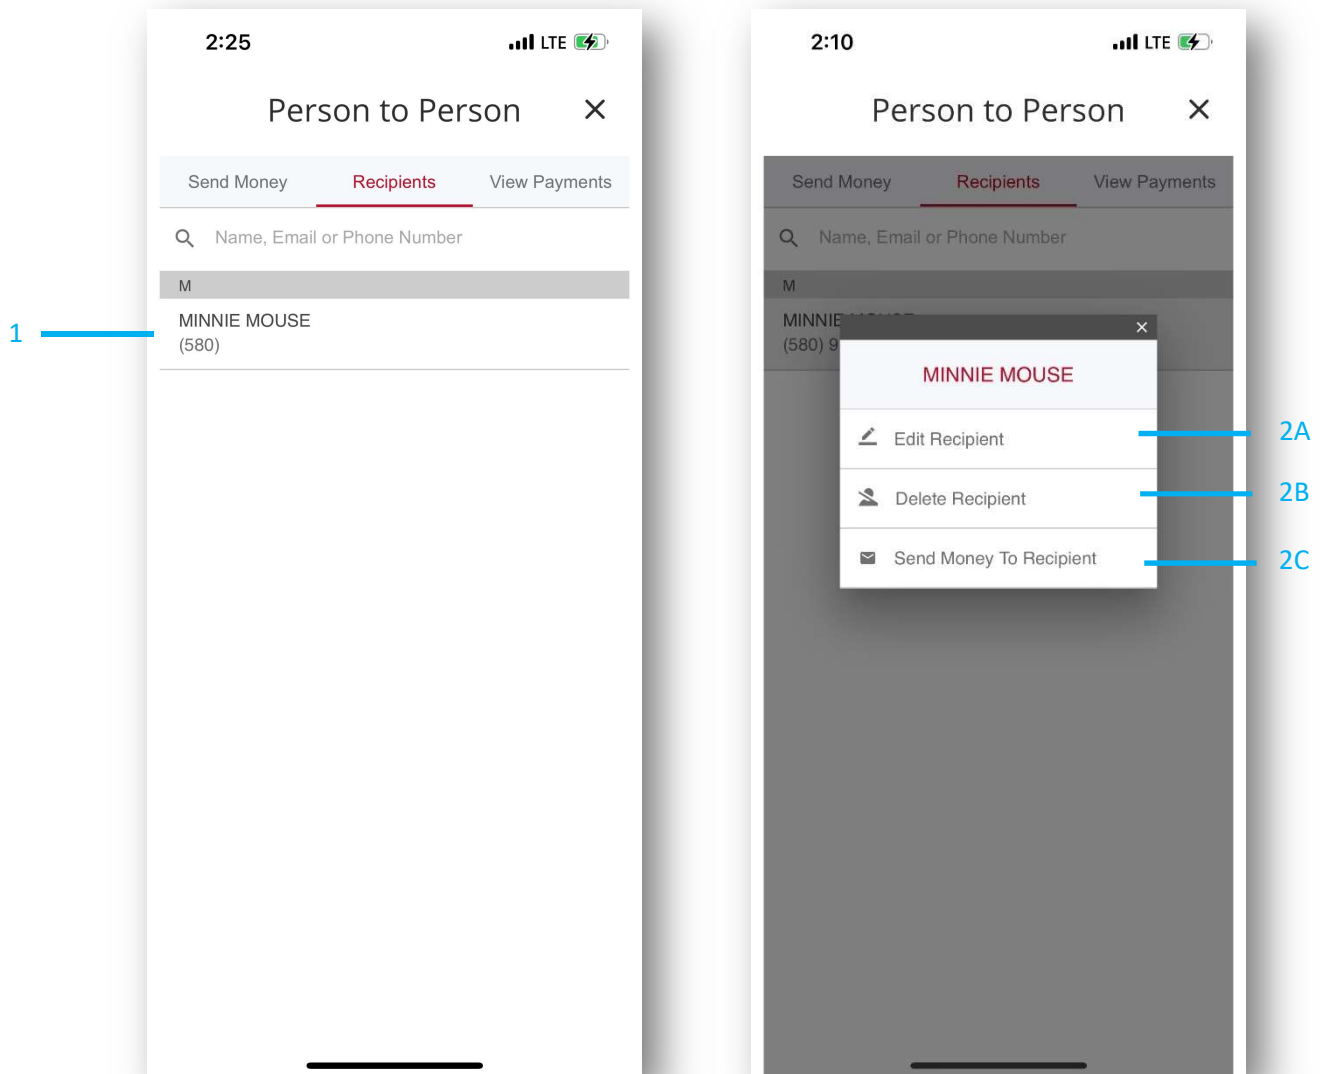 2:25 LTE
Person to Person
Send Money Recipients View Payments
Name, Email or Phone Number
M
MINNIE MOUSE
(580)
1
2:10 LTE
Person to Person
Send Money Recipients View Payments
Name, Email or Phone Number
M
MINNIE
(580) 9
MINNIE MOUSE
Edit Recipient
Delete Recipient
Send Money To Recipient
2A
2B
2C